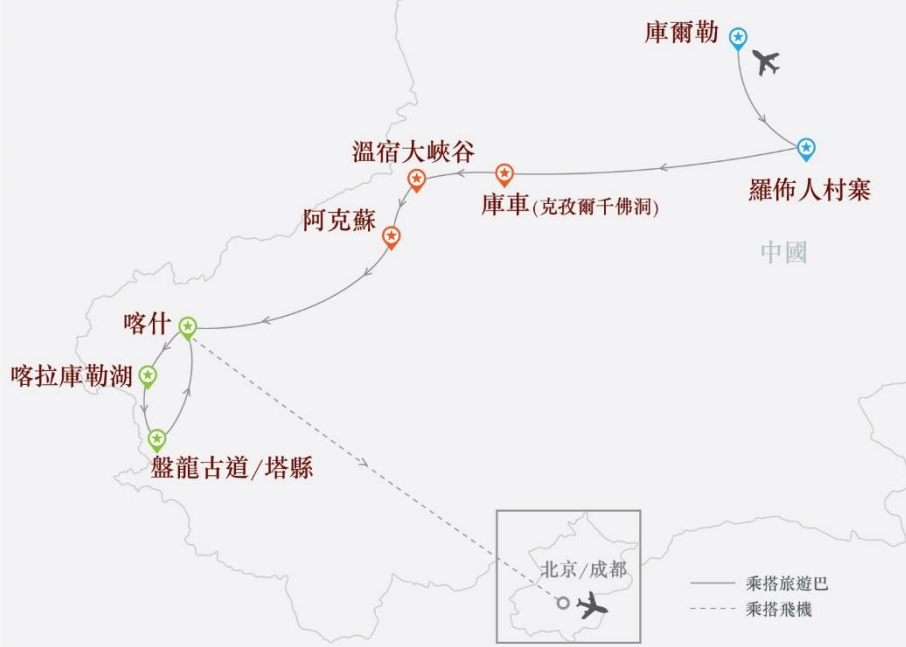 庫爾勒
溫宿大峽谷
庫車(克孜爾千佛洞)
羅佈人村寨
阿克蘇
中國
喀什
喀拉庫勒湖
盤龍古道/塔縣
北京/成都
乘搭旅遊巴
乘搭飛機